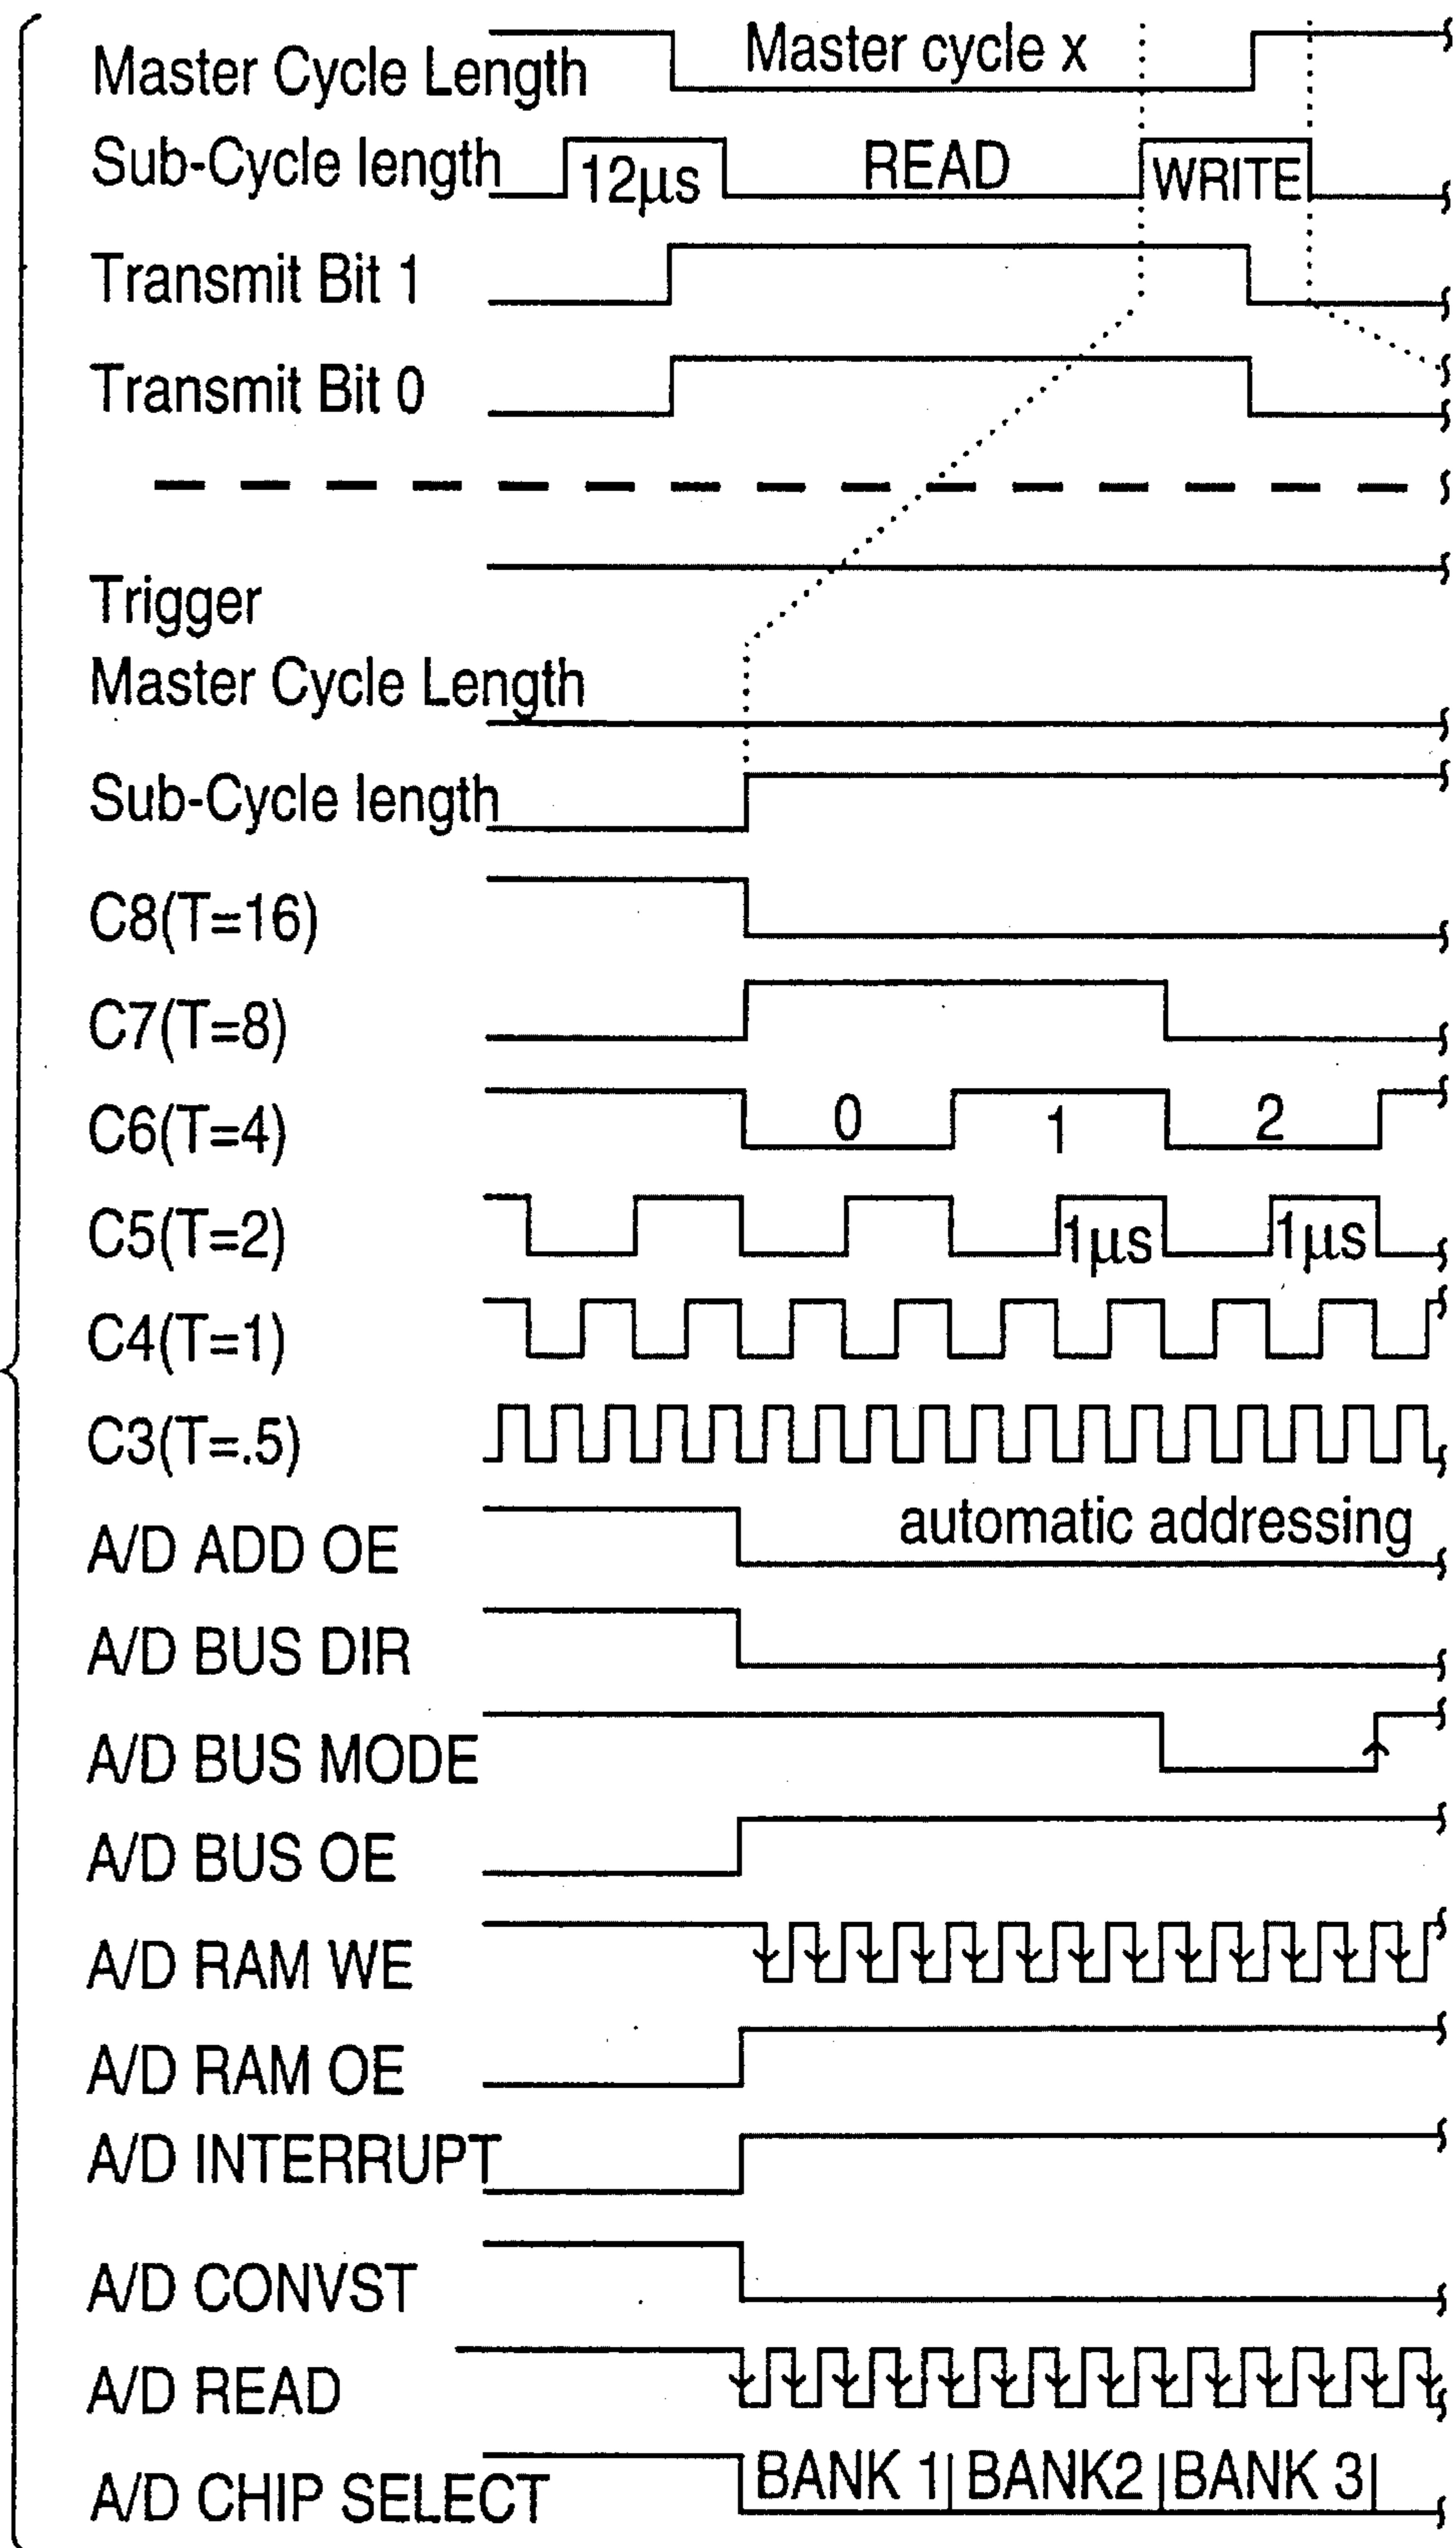 Master Cycle Length Master cycle x
Sub-Cycle length 12μs READ WRITE
Transmit Bit 1
Transmit Bit 0
Trigger
Master Cycle Length
Sub-Cycle length
C8(T=16)
C7(T=8)
C6(T=4) 0 1 2
C5(T=2) 1μs 1μs
C4(T=1)
C3(T=.5)
A/D ADD OE automatic addressing
A/D BUS DIR
A/D BUS MODE
A/D BUS OE
A/D RAM WE
A/D RAM OE
A/D INTERRUPT
A/D CONVST
A/D READ
A/D CHIP SELECT BANK 1 BANK2 BANK 3